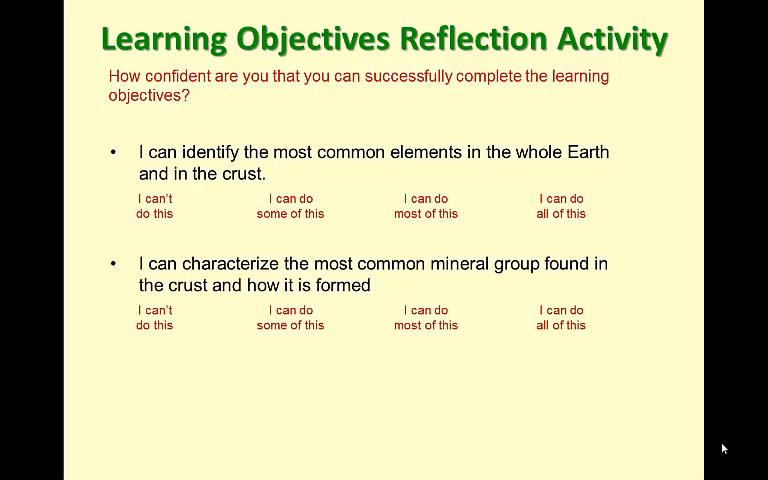 Learning Objectives Reflection Activity
How confident are you that you can successfully complete the learning
objectives?
• I can identify the most common elements in the whole Earth
and in the crust.
I can't I can do I can do I can do
do this some of this most of this all of this
• I can characterize the most common mineral group found in
the crust and how it is formed
I can't I can do I can do I can do
do this some of this most of this all of this